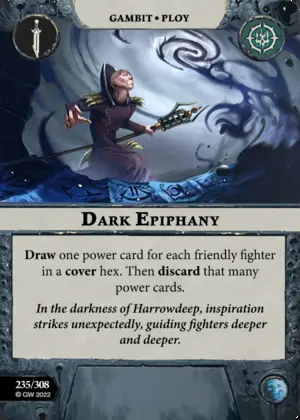 GAMBIT • PLOY
DARK EPIPHANY
Draw one power card for each friendly fighter
in a cover hex. Then discard that many
power cards.
In the darkness of Harrowdeep, inspiration
strikes unexpectedly, guiding fighters deeper
and deeper.
235/308
© GW 2022